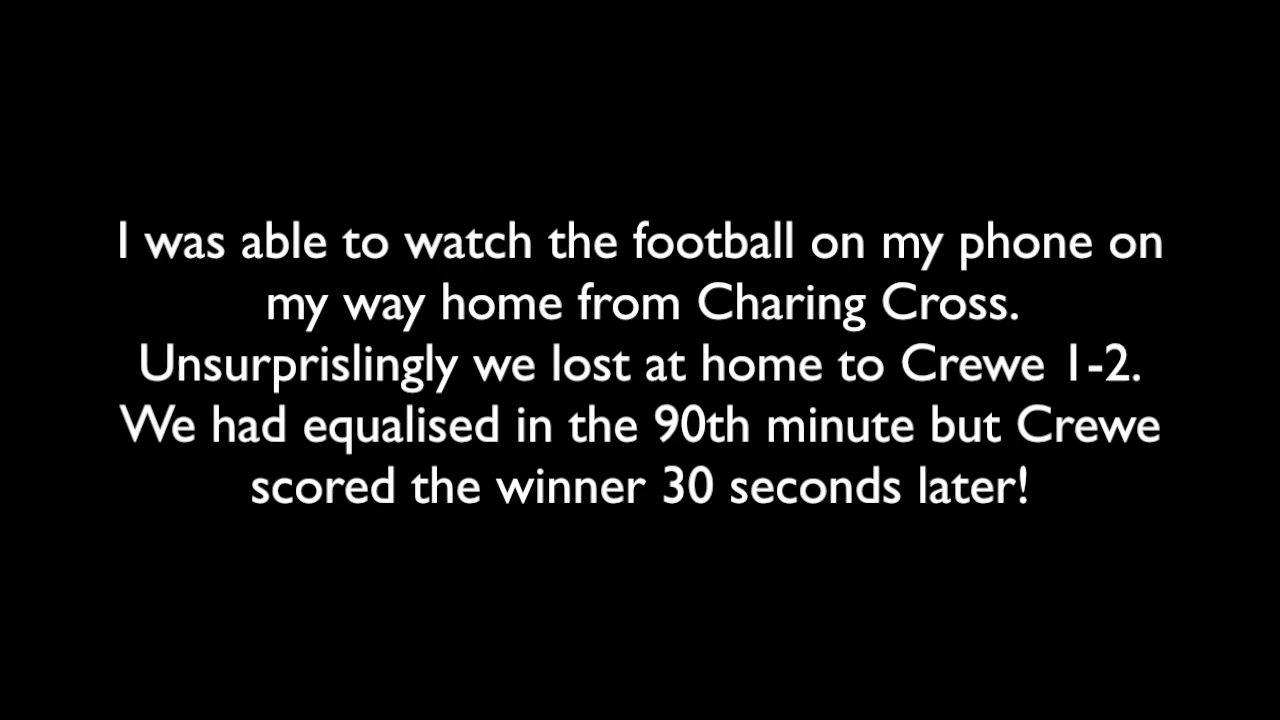 I was able to watch the football on my phone on
my way home from Charing Cross.
Unsurprislingly we lost at home to Crewe 1-2.
We had equalised in the 90th minute but Crewe
scored the winner 30 seconds later!